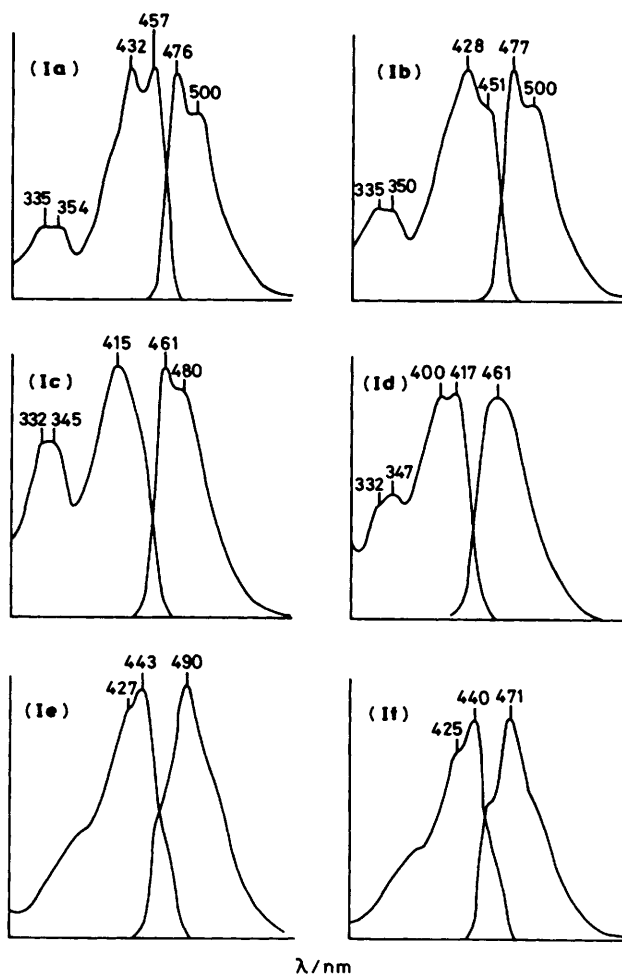 (Ia)
432 457 476
500
335 354
(Ib)
428 477
451 500
335 350
(Ic)
415 461
480
332 345
(Id)
400 417 461
332 347
(Ie)
443 490
427
(If)
440 471
425
λ/nm